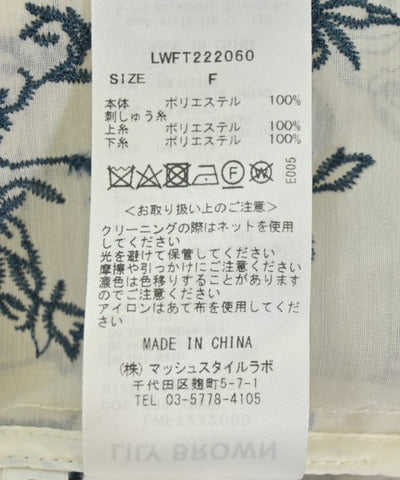 LWFT222060
SIZE F
本体 ポリエステル 100%
刺しゅう糸
上糸 ポリエステル 100%
下糸 ポリエステル 100%
E005
<お取り扱い上のご注意>
クリーニングの際はネットを使用
してください
光を避けて保管してください
摩擦や引っかけにご注意ください
濃色は色移りすることがあります
のでご注意ください
アイロンはあて布を使用してくださ
い
MADE IN CHINA
(株)マッシュスタイルラボ
千代田区麹町5-7-1
TEL 03-5778-4105
LWFT222060
LILY BROWN